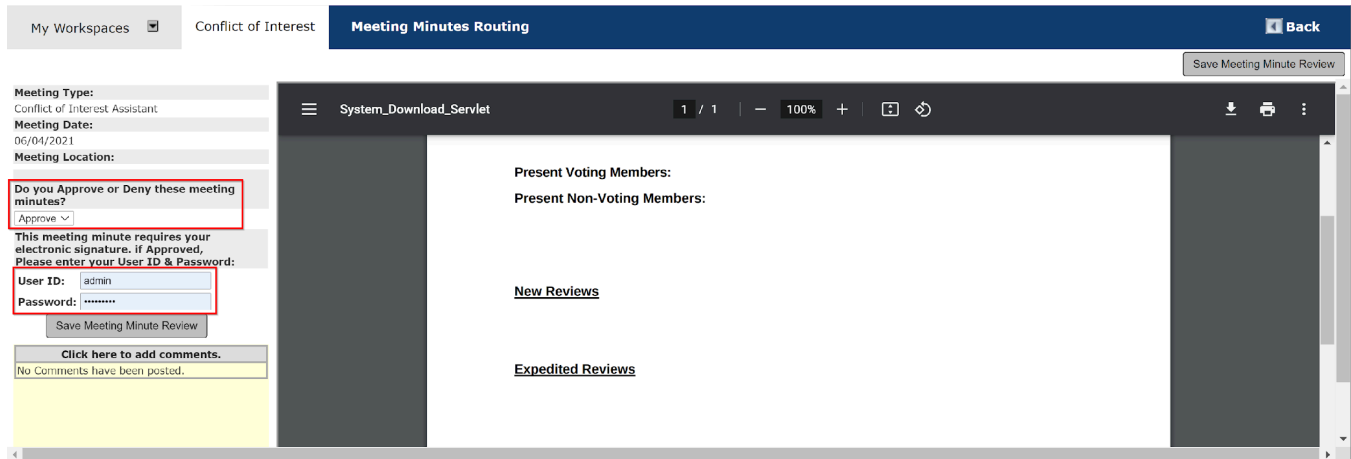 My Workspaces
Conflict of Interest
Meeting Minutes Routing
Back
Save Meeting Minute Review
Meeting Type:
Conflict of Interest Assistant
Meeting Date:
06/04/2021
Meeting Location:
Do you Approve or Deny these meeting
minutes?
Approve
This meeting minute requires your
electronic signature. if Approved,
Please enter your User ID & Password:
User ID: admin
Password: •••••••••
Save Meeting Minute Review
Click here to add comments.
No Comments have been posted.
System_Download_Servlet
1 / 1
100%
Present Voting Members:
Present Non-Voting Members:
New Reviews
Expedited Reviews